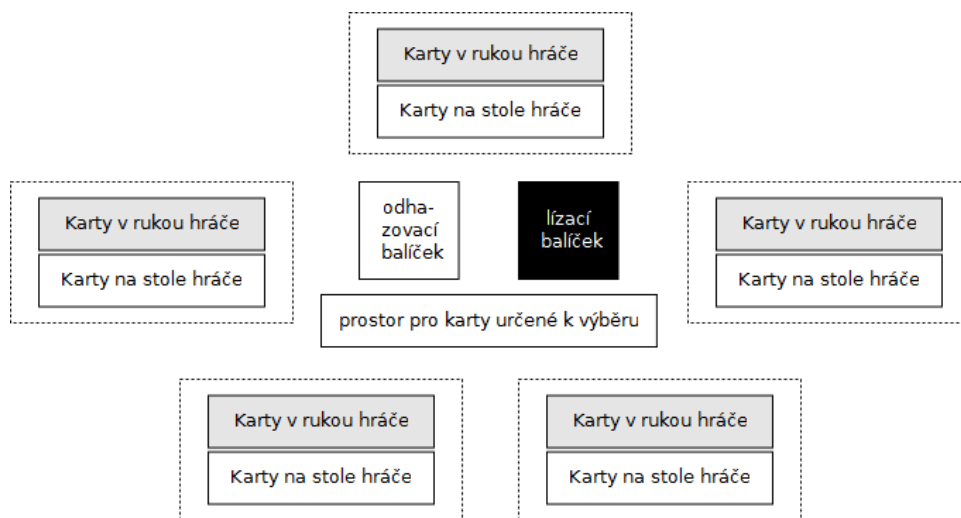 Karty v rukou hráče
Karty na stole hráče
Karty v rukou hráče
Karty na stole hráče
odha-
zovací
balíček
lízací
balíček
Karty v rukou hráče
Karty na stole hráče
prostor pro karty určené k výběru
Karty v rukou hráče
Karty na stole hráče
Karty v rukou hráče
Karty na stole hráče